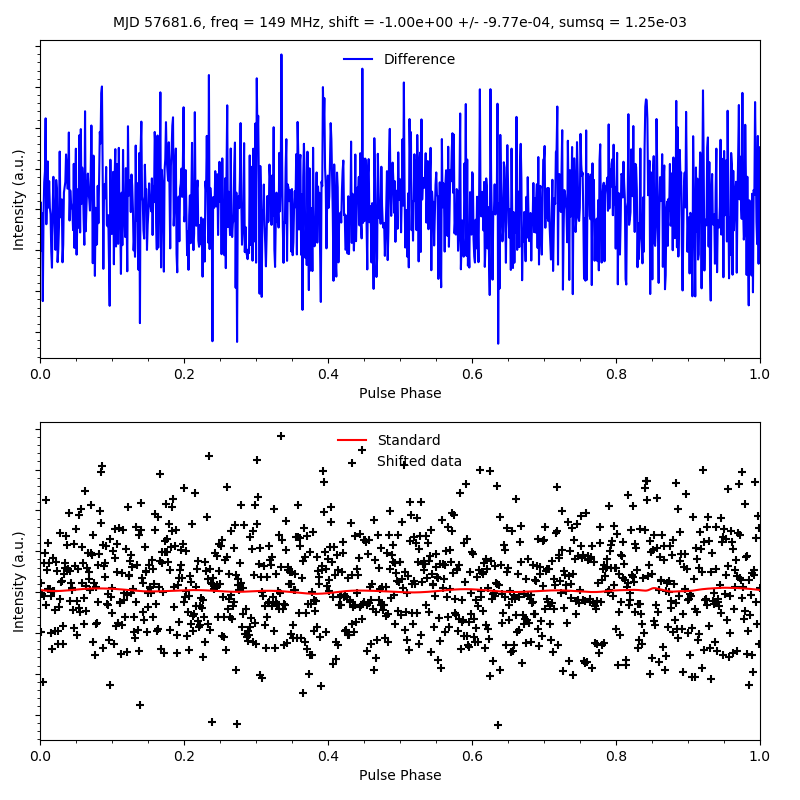 MJD 57681.6, freq = 149 MHz, shift = -1.00e+00 +/- -9.77e-04, sumsq = 1.25e-03
Difference
Intensity (a.u.)
0.0 0.2 0.4 0.6 0.8 1.0
Pulse Phase
Standard
Shifted data
Intensity (a.u.)
0.0 0.2 0.4 0.6 0.8 1.0
Pulse Phase